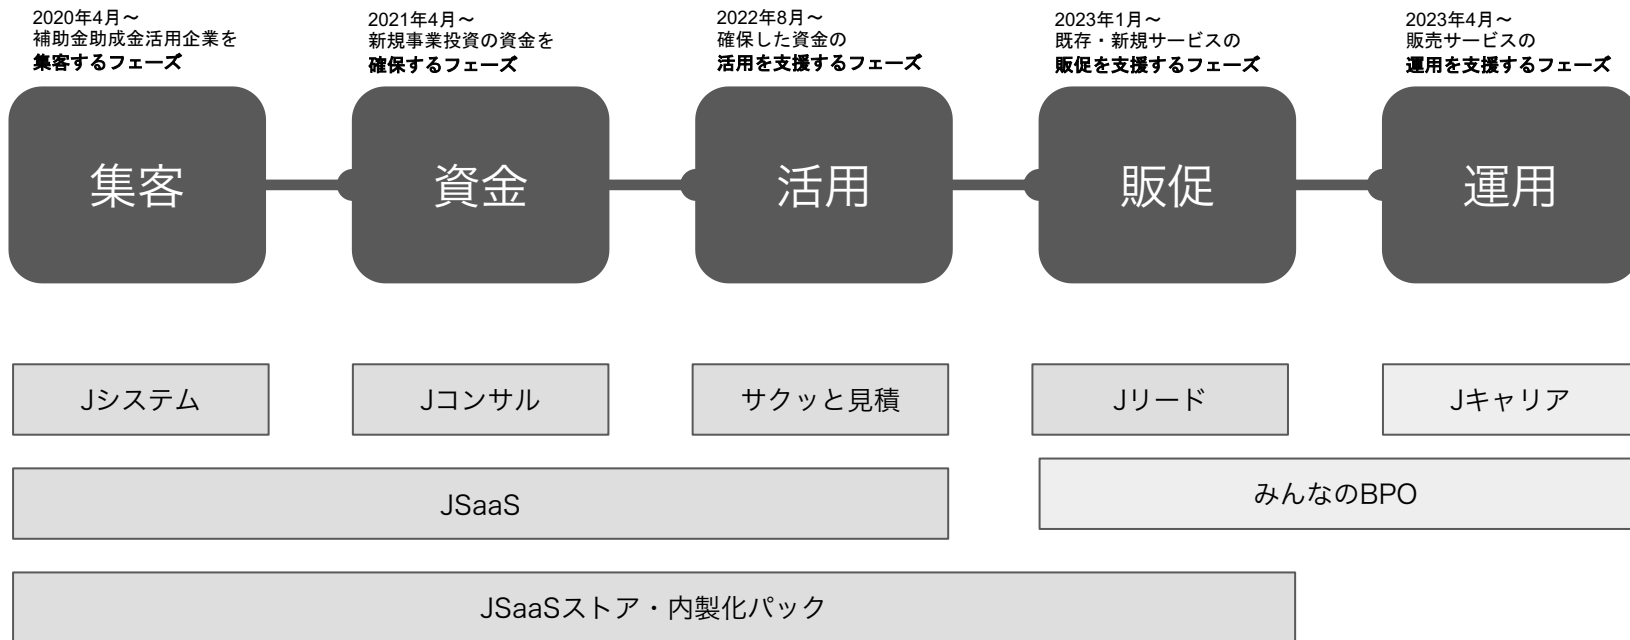 2020年4月〜
補助金助成金活用企業を
集客するフェーズ
2021年4月〜
新規事業投資の資金を
確保するフェーズ
2022年8月〜
確保した資金の
活用を支援するフェーズ
2023年1月〜
既存・新規サービスの
販促を支援するフェーズ
2023年4月〜
販売サービスの
運用を支援するフェーズ
集客
資金
活用
販促
運用
Jシステム
Jコンサル
サクッと見積
Jリード
Jキャリア
JSaaS
みんなのBPO
JSaaSストア・内製化パック